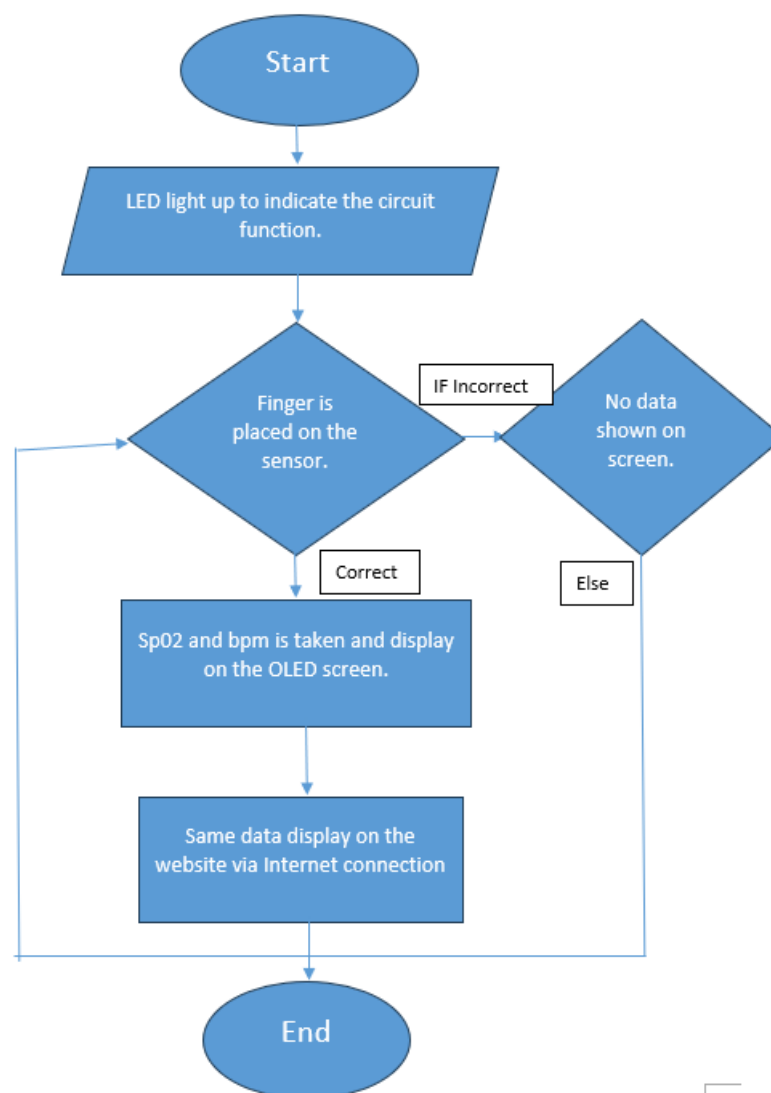 Start
LED light up to indicate the circuit
function.
Finger is
placed on the
sensor.
IF Incorrect
No data
shown on
screen.
Correct
Else
Sp02 and bpm is taken and display
on the OLED screen.
Same data display on the
website via Internet connection
End